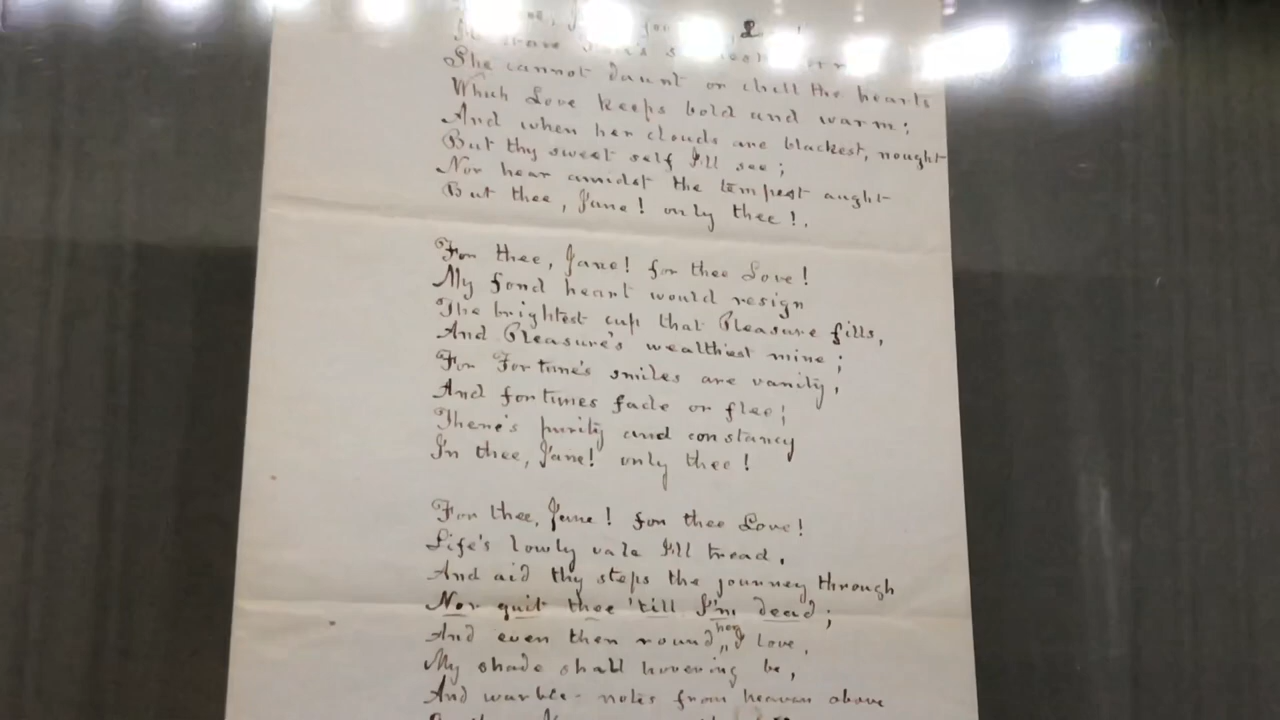 2
She cannot daunt or chill the hearts
Which Love keeps bold and warm;
And when her clouds are blackest, nought
But thy sweet self I'll see;
Nor hear amidst the tempest aught
But thee, Jane! only thee!.
For thee, Jane! for thee Love!
My fond heart would resign
The brightest cup that Pleasure fills,
And Pleasure's wealthiest mine;
For Fortune's smiles are vanity,
And fortunes fade or flee;
There's purity and constancy
In thee, Jane! only thee!
For thee, Jane! for thee Love!
Life's lowly vale I'll tread,
And aid thy steps the journey through
Nor quit thee 'till I'm dead;
And even then round her I love,
My shade shall hovering be,
And warble notes from heaven above